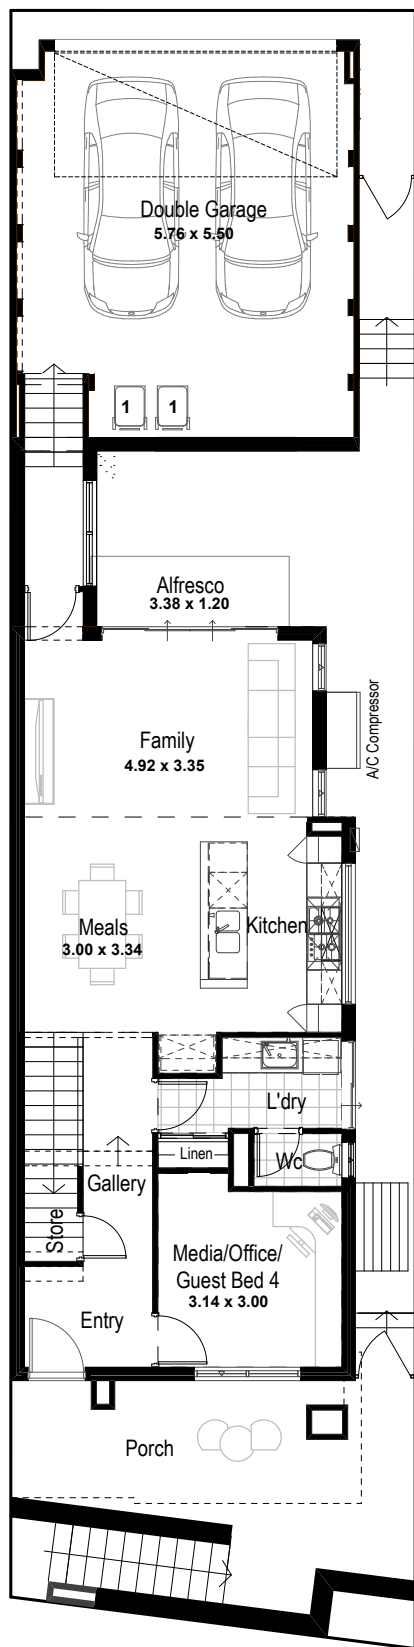 Double Garage
5.76 x 5.50
1
1
Alfresco
3.38 x 1.20
Family
4.92 x 3.35
A/C Compressor
Meals
3.00 x 3.34
Kitchen
L'dry
Linen
Wc
Gallery
Store
Media/Office/
Guest Bed 4
3.14 x 3.00
Entry
Porch